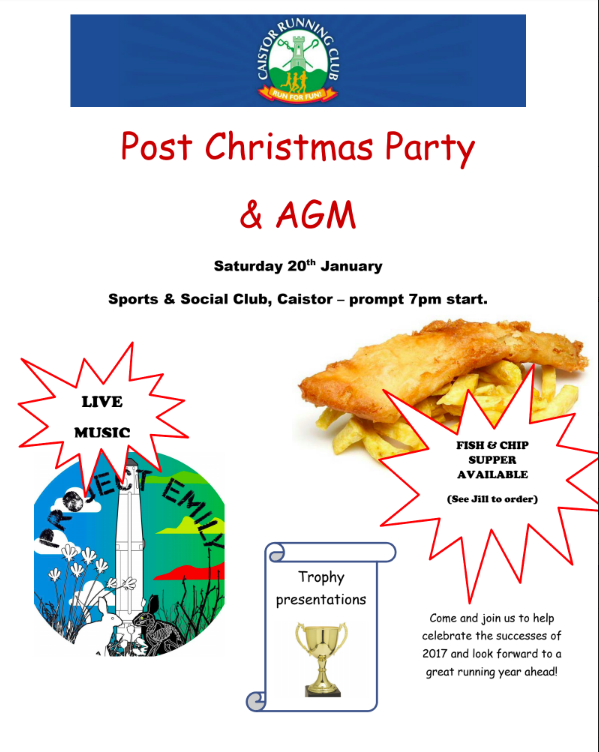 CAISTOR RUNNING CLUB
RUN FOR FUN!
Post Christmas Party
& AGM
Saturday 20th January
Sports & Social Club, Caistor – prompt 7pm start.
LIVE
MUSIC
PROJECT EMILY
FISH & CHIP
SUPPER
AVAILABLE
(See Jill to order)
Trophy
presentations
Come and join us to help
celebrate the successes of
2017 and look forward to a
great running year ahead!